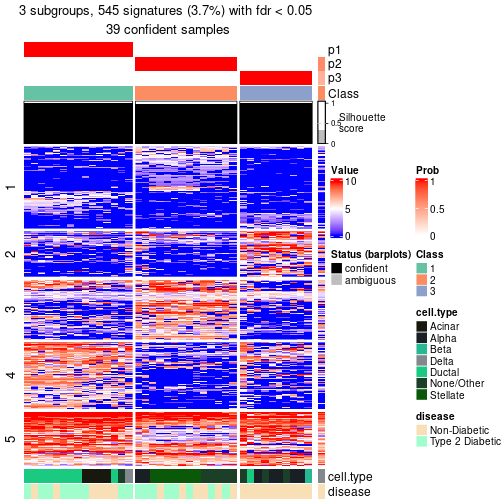 3 subgroups, 545 signatures (3.7%) with fdr < 0.05
39 confident samples
p1
p2
p3
Class
1
0.5
0
Silhouette
score
1
2
3
4
5
Value
10
5
0
Prob
1
0.5
0
Status (barplots)
confident
ambiguous
Class
1
2
3
cell.type
Acinar
Alpha
Beta
Delta
Ductal
None/Other
Stellate
disease
Non-Diabetic
Type 2 Diabetic
cell.type
disease